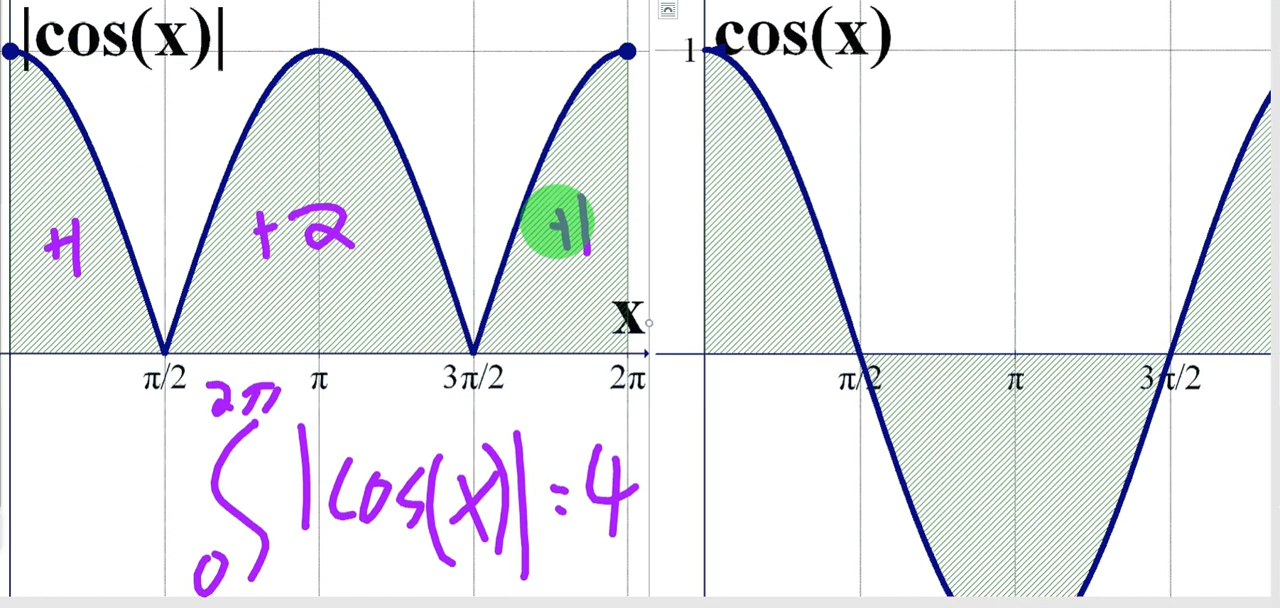 |cos(x)|
1
cos(x)
+1
+2
+1
x
π/2
π
3π/2
2π
π/2
π
3π/2
2π
∫
0
|cos(x)|=4